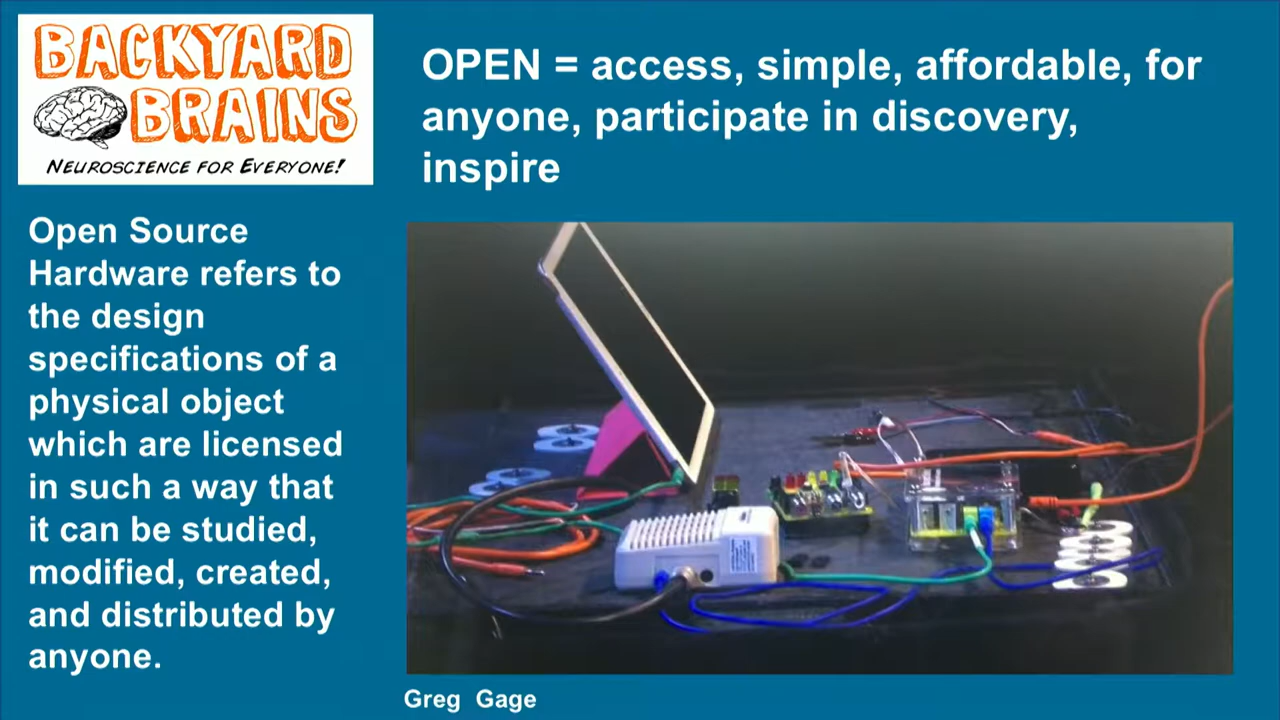 BACKYARD
BRAINS
NEUROSCIENCE FOR EVERYONE!
OPEN = access, simple, affordable, for
anyone, participate in discovery,
inspire
Open Source
Hardware refers to
the design
specifications of a
physical object
which are licensed
in such a way that
it can be studied,
modified, created,
and distributed by
anyone.
Greg Gage